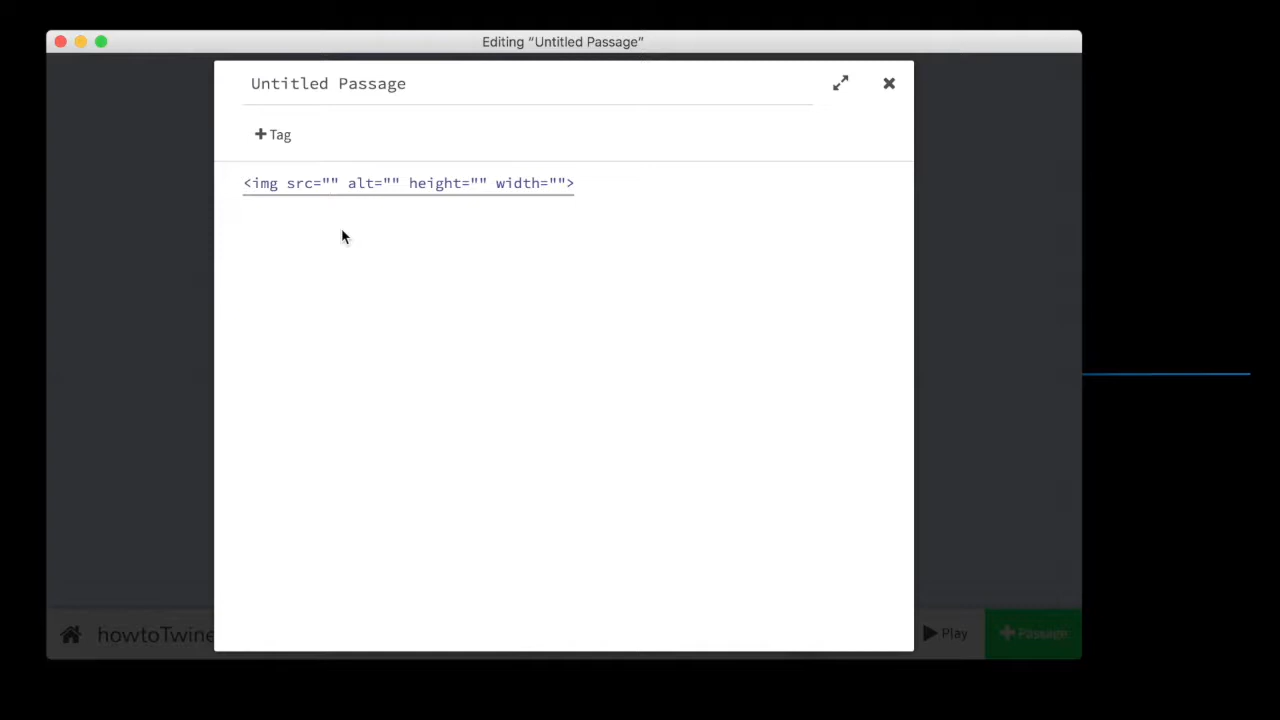 Editing “Untitled Passage”
Untitled Passage
Tag
<img src="" alt="" height="" width="">
howtoTwine
Play
Passage